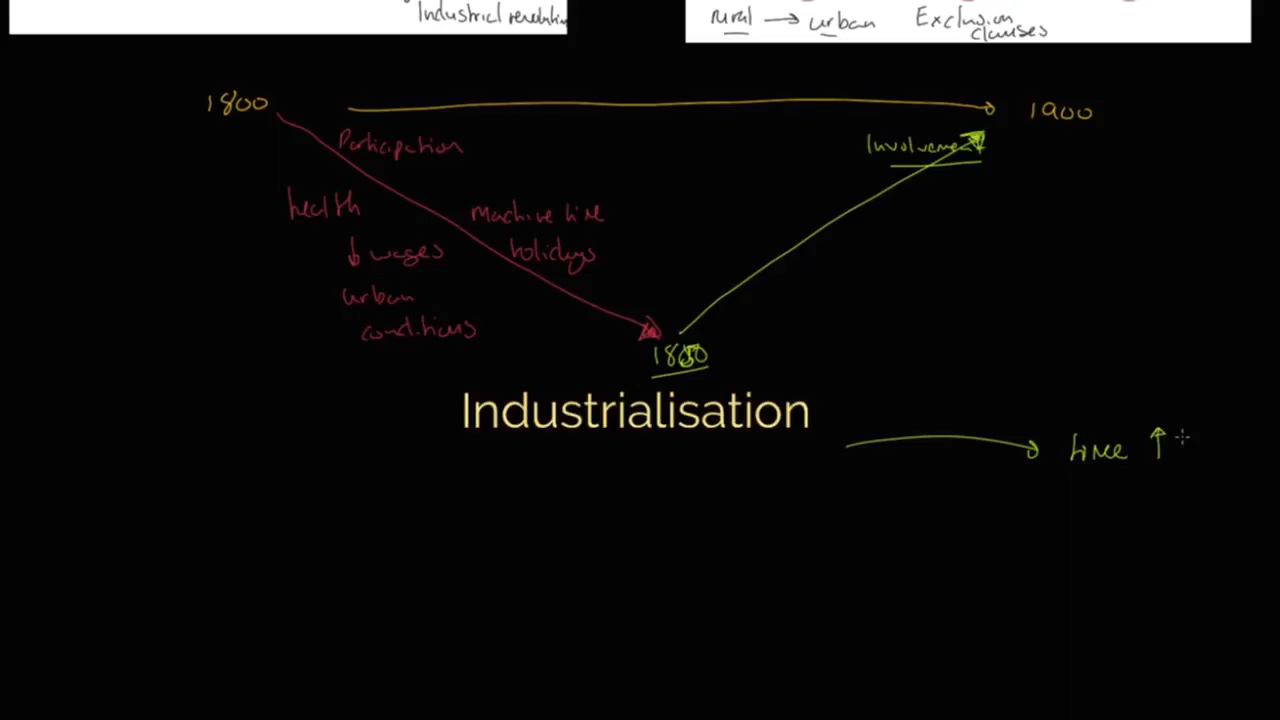 Industrial revolution
rural → urban Exclusion
clauses
1800 1900
Participation
Involvement
health
Machine time
↓ wages
holidays
urban
conditions
1850
Industrialisation
time ↑